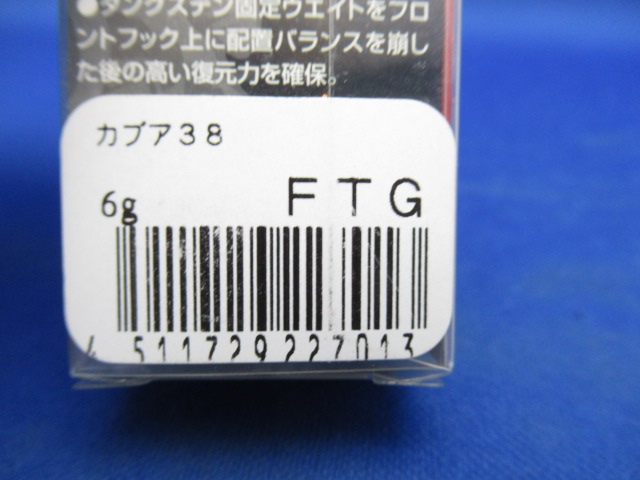 ●タングステン固定ウエイトをフロ
ントフック上に配置バランスを崩し
た後の高い復元力を確保。
カブア３８
6g FTG
4 511729 227013